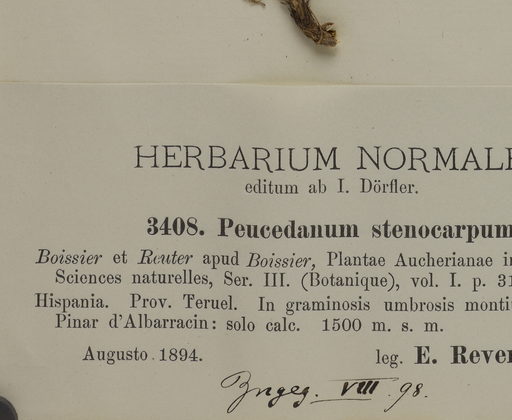 HERBARIUM NORMALE
editum ab I. Dörfler.
3408. Peucedanum stenocarpum
Boissier et Reuter apud Boissier, Plantae Aucherianae in
Sciences naturelles, Ser. III. (Botanique), vol. I. p. 31
Hispania. Prov. Teruel. In graminosis umbrosis monti
Pinar d'Albarracin: solo calc. 1500 m. s. m.
Augusto 1894. leg. E. Rever
VIII. 98.